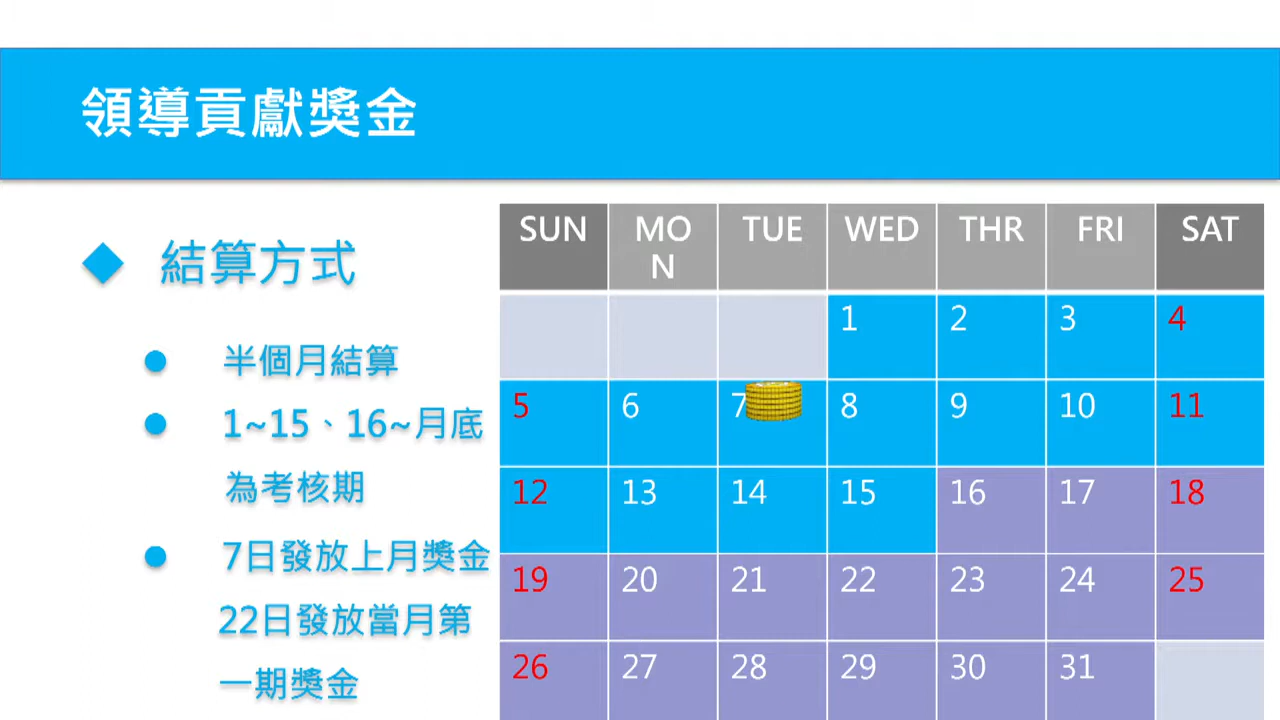 領導貢獻獎金
結算方式
半個月結算
1~15、16~月底
為考核期
7日發放上月獎金
22日發放當月第
一期獎金
SUN MO TUE WED THR FRI SAT
N
1 2 3 4
5 6 7 8 9 10 11
12 13 14 15 16 17 18
19 20 21 22 23 24 25
26 27 28 29 30 31